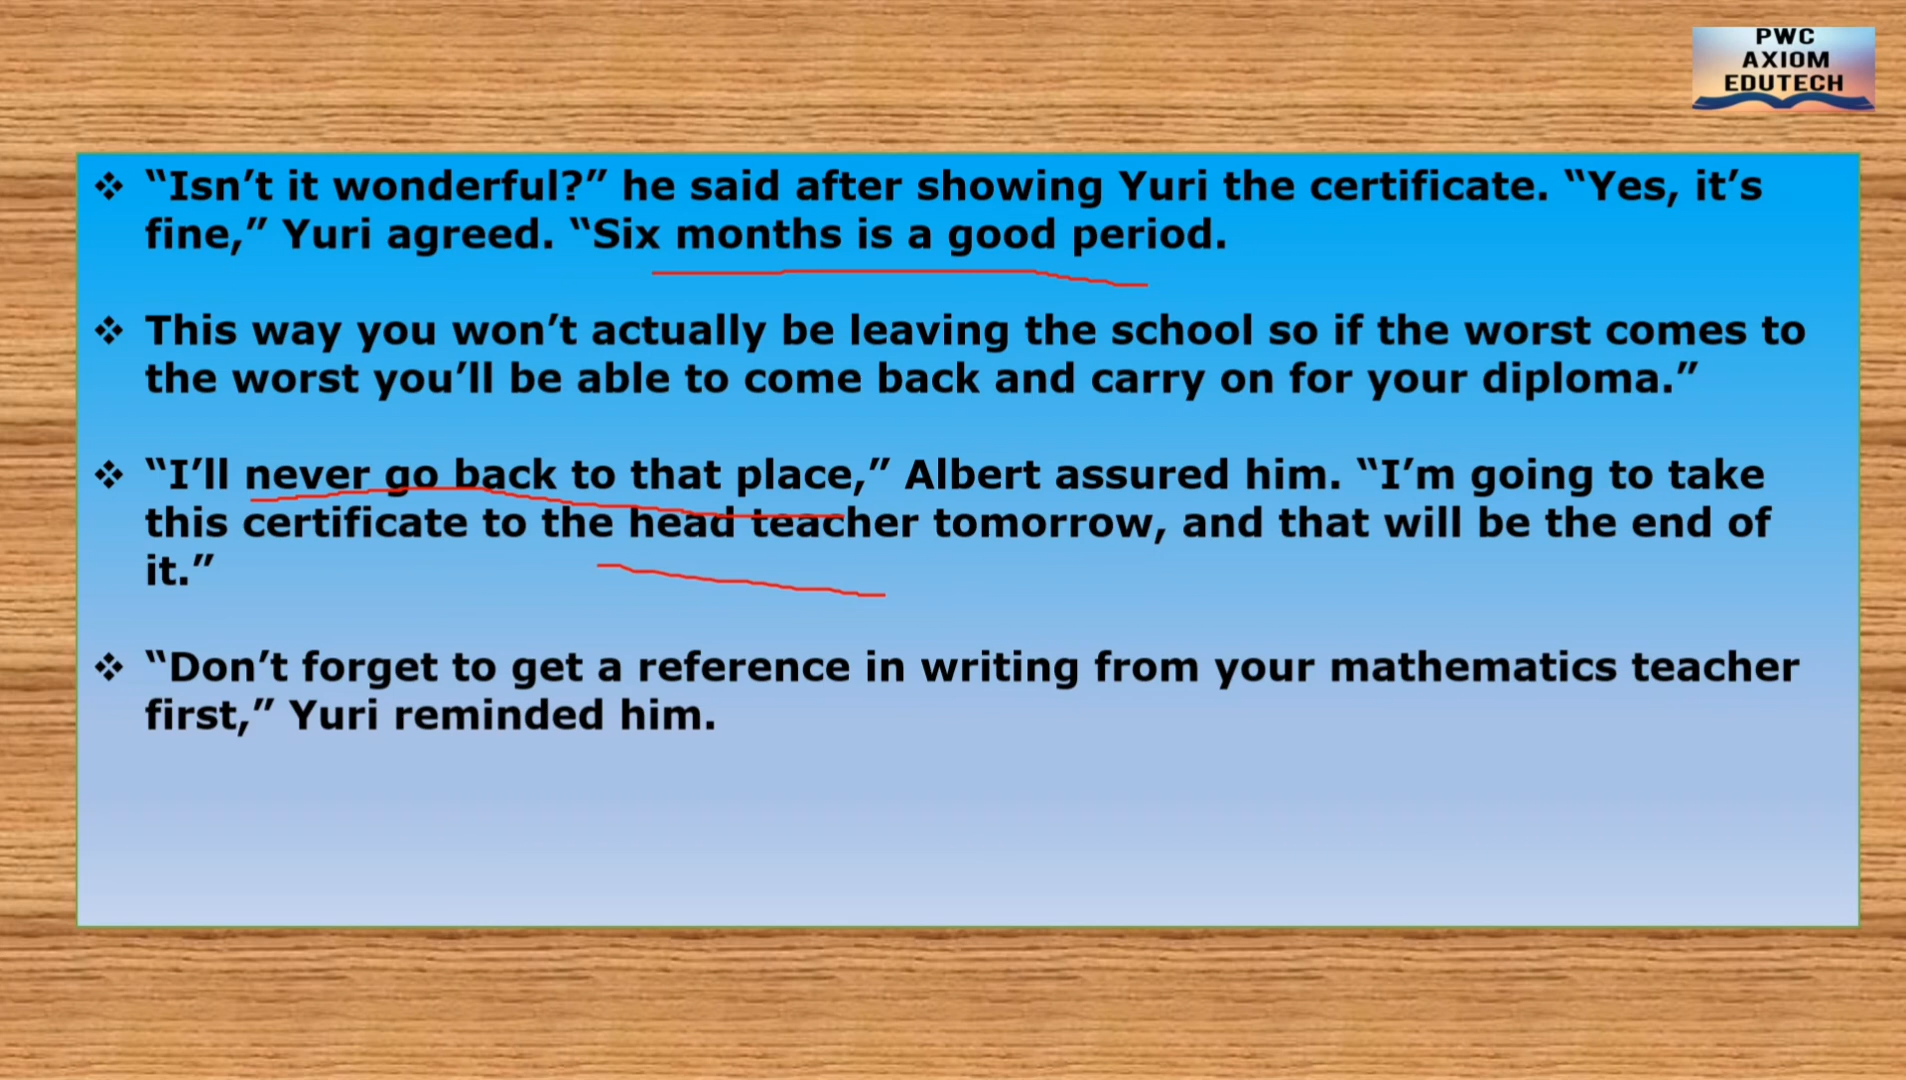 PWC
AXIOM
EDUTECH
❖ “Isn’t it wonderful?” he said after showing Yuri the certificate. “Yes, it’s
fine,” Yuri agreed. “Six months is a good period.
❖ This way you won’t actually be leaving the school so if the worst comes to
the worst you’ll be able to come back and carry on for your diploma.”
❖ “I’ll never go back to that place,” Albert assured him. “I’m going to take
this certificate to the head teacher tomorrow, and that will be the end of
it.”
❖ “Don’t forget to get a reference in writing from your mathematics teacher
first,” Yuri reminded him.